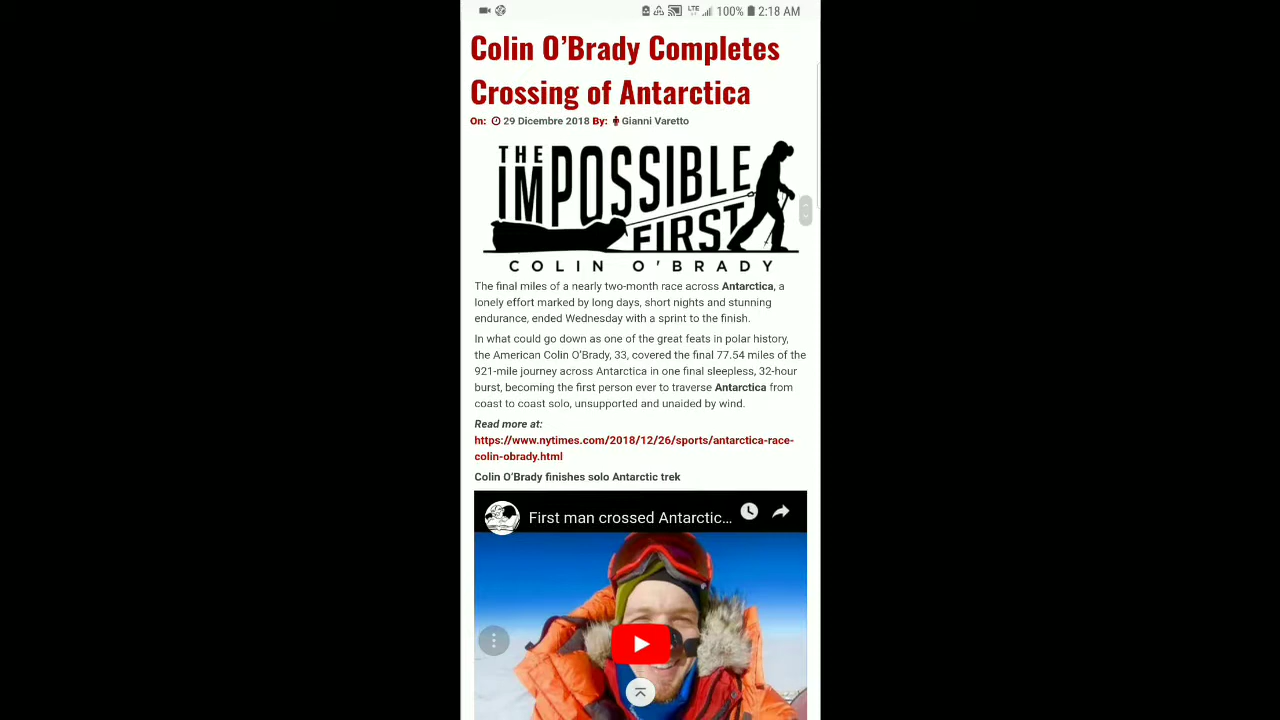 LTE 100% 2:18 AM
Colin O’Brady Completes
Crossing of Antarctica
On: 29 Dicembre 2018 By: Gianni Varetto
THE
IMPOSSIBLE
FIRST
COLIN O'BRADY
The final miles of a nearly two-month race across Antarctica, a
lonely effort marked by long days, short nights and stunning
endurance, ended Wednesday with a sprint to the finish.
In what could go down as one of the great feats in polar history,
the American Colin O’Brady, 33, covered the final 77.54 miles of the
921-mile journey across Antarctica in one final sleepless, 32-hour
burst, becoming the first person ever to traverse Antarctica from
coast to coast solo, unsupported and unaided by wind.
Read more at:
https://www.nytimes.com/2018/12/26/sports/antarctica-race-
colin-obrady.html
Colin O’Brady finishes solo Antarctic trek
First man crossed Antarctic...